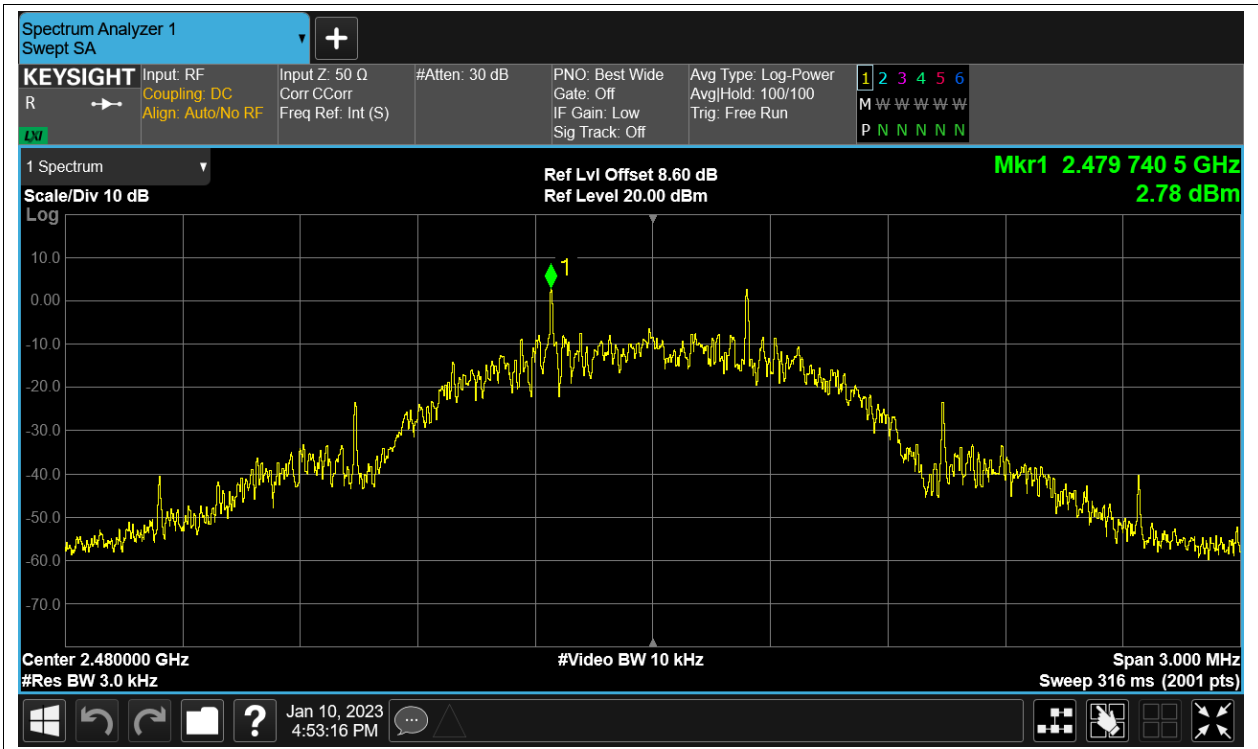 Spectrum Analyzer 1
Swept SA
KEYSIGHT
R
LXI
Input: RF
Coupling: DC
Align: Auto/No RF
Input Z: 50 Ω
Corr CCorr
Freq Ref: Int (S)
#Atten: 30 dB
PNO: Best Wide
Gate: Off
IF Gain: Low
Sig Track: Off
Avg Type: Log-Power
Avg|Hold: 100/100
Trig: Free Run
1 2 3 4 5 6
M W W W W W W
P N N N N N N
1 Spectrum
Scale/Div 10 dB
Log
Ref Lvl Offset 8.60 dB
Ref Level 20.00 dBm
Mkr1 2.479 740 5 GHz
2.78 dBm
1
10.0
0.00
-10.0
-20.0
-30.0
-40.0
-50.0
-60.0
-70.0
Center 2.480000 GHz
#Res BW 3.0 kHz
#Video BW 10 kHz
Span 3.000 MHz
Sweep 316 ms (2001 pts)
?
Jan 10, 2023
4:53:16 PM